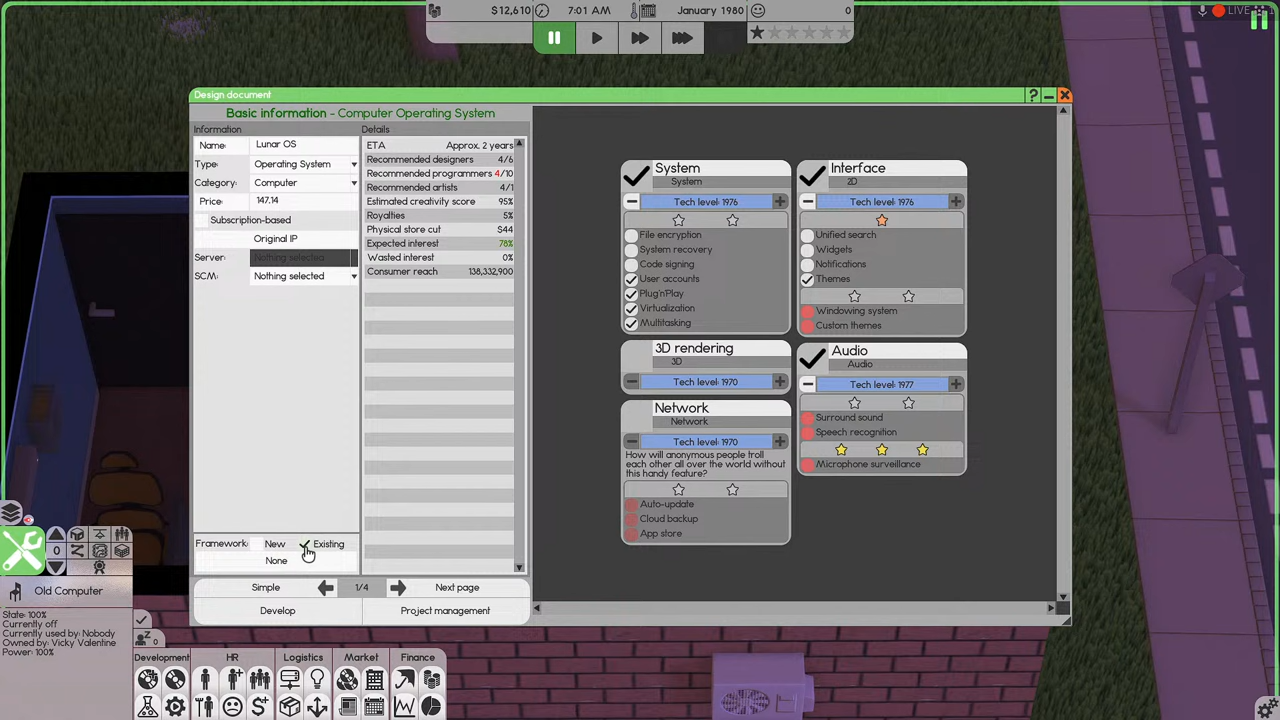 $12,610
7:01 AM
January 1980
0
LIVE
1
Design document
?
Basic information - Computer Operating System
Information
Name: Lunar OS
Type: Operating System
Category: Computer
Price: 147.14
Subscription-based
Original IP
Server: Nothing selected
SCM: Nothing selected
Framework: New Existing
None
Details
ETA Approx. 2 years
Recommended designers 4/6
Recommended programmers 4/10
Recommended artists 4/1
Estimated creativity score 95%
Royalties 5%
Physical store cut $44
Expected interest 78%
Wasted interest 0%
Consumer reach 138,332,900
Simple 1/4 Next page
Develop Project management
System
System
Tech level: 1976
File encryption
System recovery
Code signing
User accounts
Plug'n'Play
Virtualization
Multitasking
Interface
2D
Tech level: 1976
Unified search
Widgets
Notifications
Themes
Windowing system
Custom themes
3D rendering
3D
Tech level: 1970
Network
Network
Tech level: 1970
How will anonymous people troll
each other all over the world without
this handy feature?
Auto-update
Cloud backup
App store
Audio
Audio
Tech level: 1977
Surround sound
Speech recognition
Microphone surveillance
0
Old Computer
State: 100%
Currently off
Currently used by: Nobody
Owned by: Vicky Valentine
Power: 100%
0
Development HR Logistics Market Finance